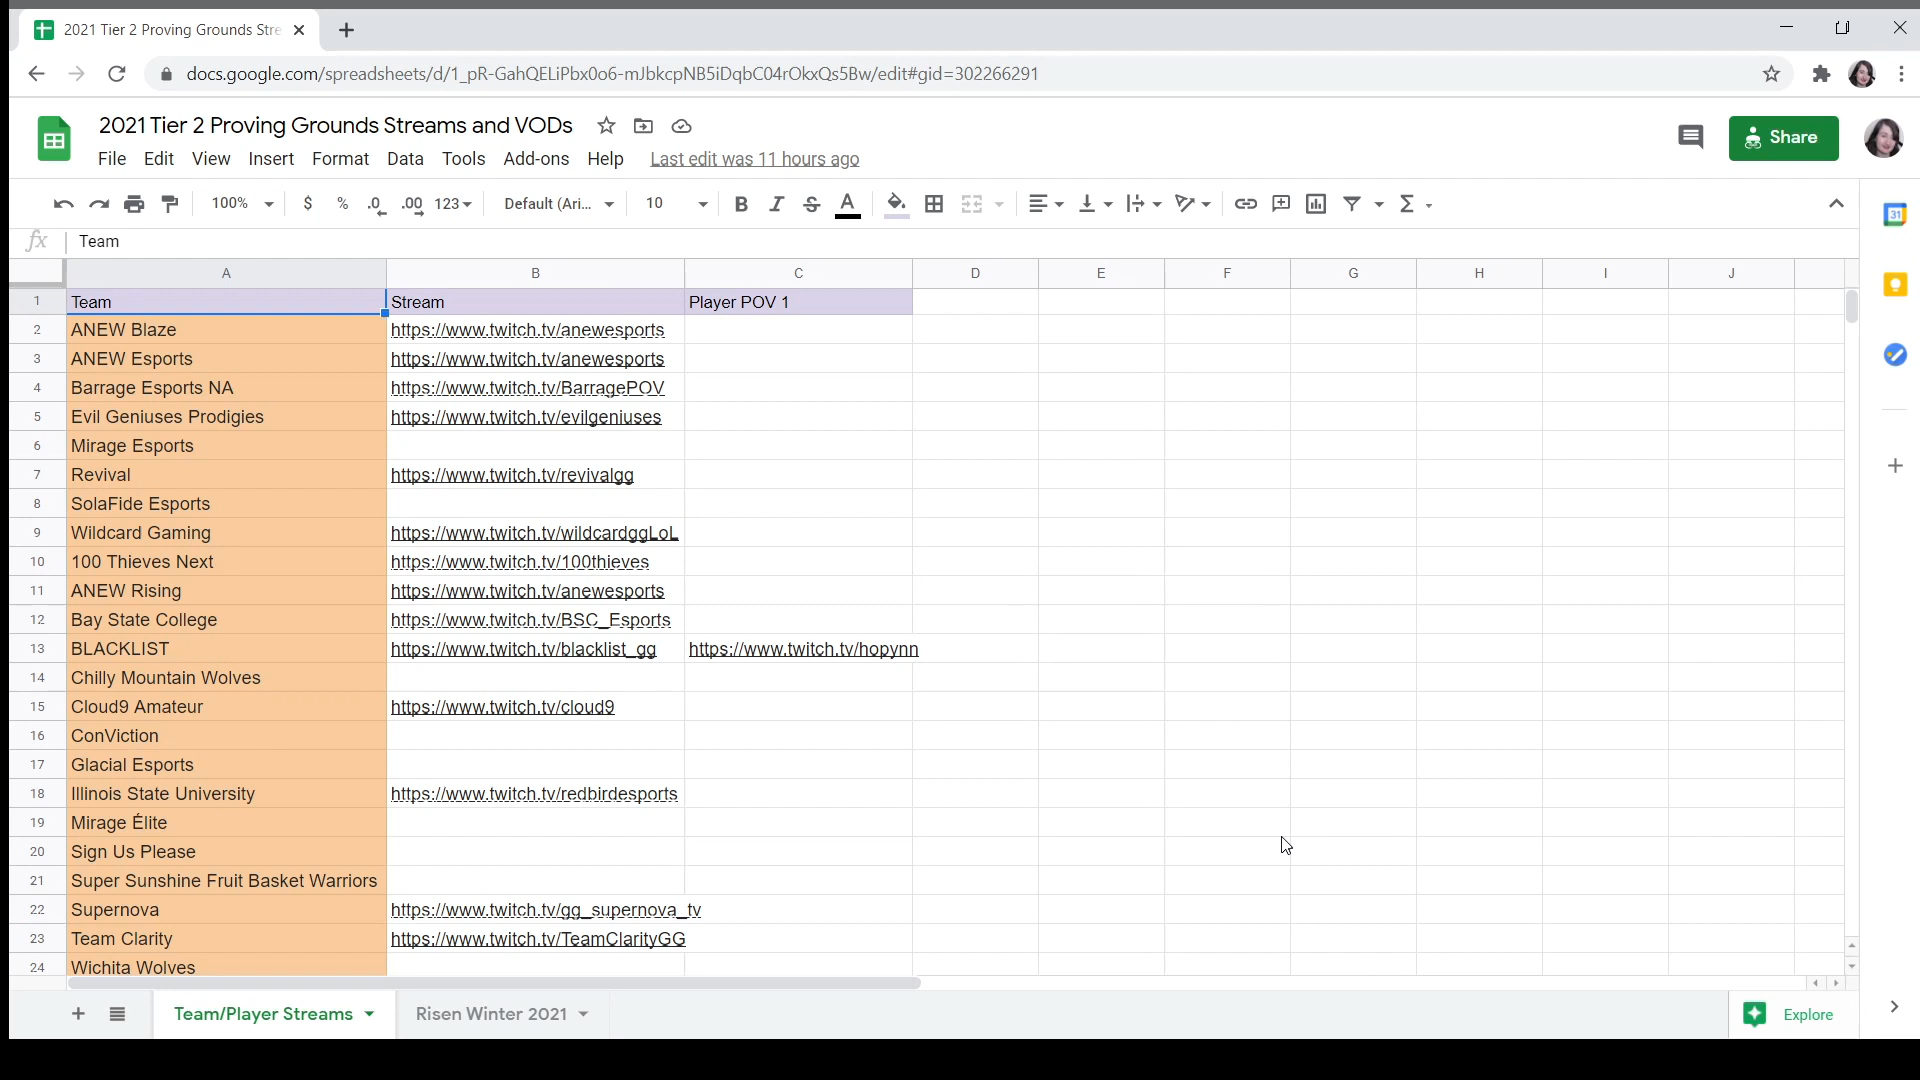 2021 Tier 2 Proving Grounds Stre
docs.google.com/spreadsheets/d/1_pR-GahQELiPbx0o6-mJbkcpNB5iDqbC04rOkxQs5Bw/edit#gid=302266291
2021 Tier 2 Proving Grounds Streams and VODs
Share
File Edit View Insert Format Data Tools Add-ons Help Last edit was 11 hours ago
100% $ % .0 .00 123 Default (Ari... 10 B I S A Σ
31
fx Team
A B C D E F G H I J
1 Team Stream Player POV 1
2 ANEW Blaze https://www.twitch.tv/anewesports
3 ANEW Esports https://www.twitch.tv/anewesports
4 Barrage Esports NA https://www.twitch.tv/BarragePOV
5 Evil Geniuses Prodigies https://www.twitch.tv/evilgeniuses
6 Mirage Esports
7 Revival https://www.twitch.tv/revivalgg
8 SolaFide Esports
9 Wildcard Gaming https://www.twitch.tv/wildcardggLoL
10 100 Thieves Next https://www.twitch.tv/100thieves
11 ANEW Rising https://www.twitch.tv/anewesports
12 Bay State College https://www.twitch.tv/BSC_Esports
13 BLACKLIST https://www.twitch.tv/blacklist_gg https://www.twitch.tv/hopynn
14 Chilly Mountain Wolves
15 Cloud9 Amateur https://www.twitch.tv/cloud9
16 ConViction
17 Glacial Esports
18 Illinois State University https://www.twitch.tv/redbirdesports
19 Mirage Élite
20 Sign Us Please
21 Super Sunshine Fruit Basket Warriors
22 Supernova https://www.twitch.tv/gg_supernova_tv
23 Team Clarity https://www.twitch.tv/TeamClarityGG
24 Wichita Wolves
Team/Player Streams Risen Winter 2021 Explore